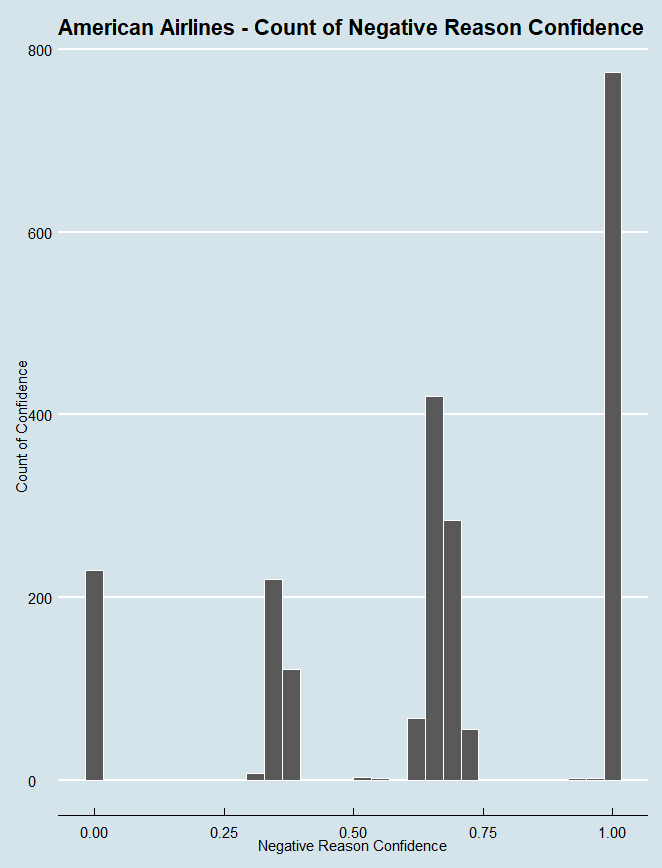 American Airlines - Count of Negative Reason Confidence
800
600
400
200
0
Count of Confidence
0.00 0.25 0.50 0.75 1.00
Negative Reason Confidence